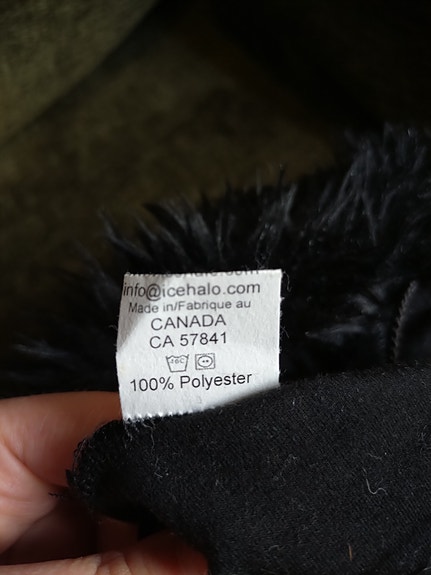 info@icehalo.com
Made in/Fabrique au
CANADA
CA 57841
100% Polyester